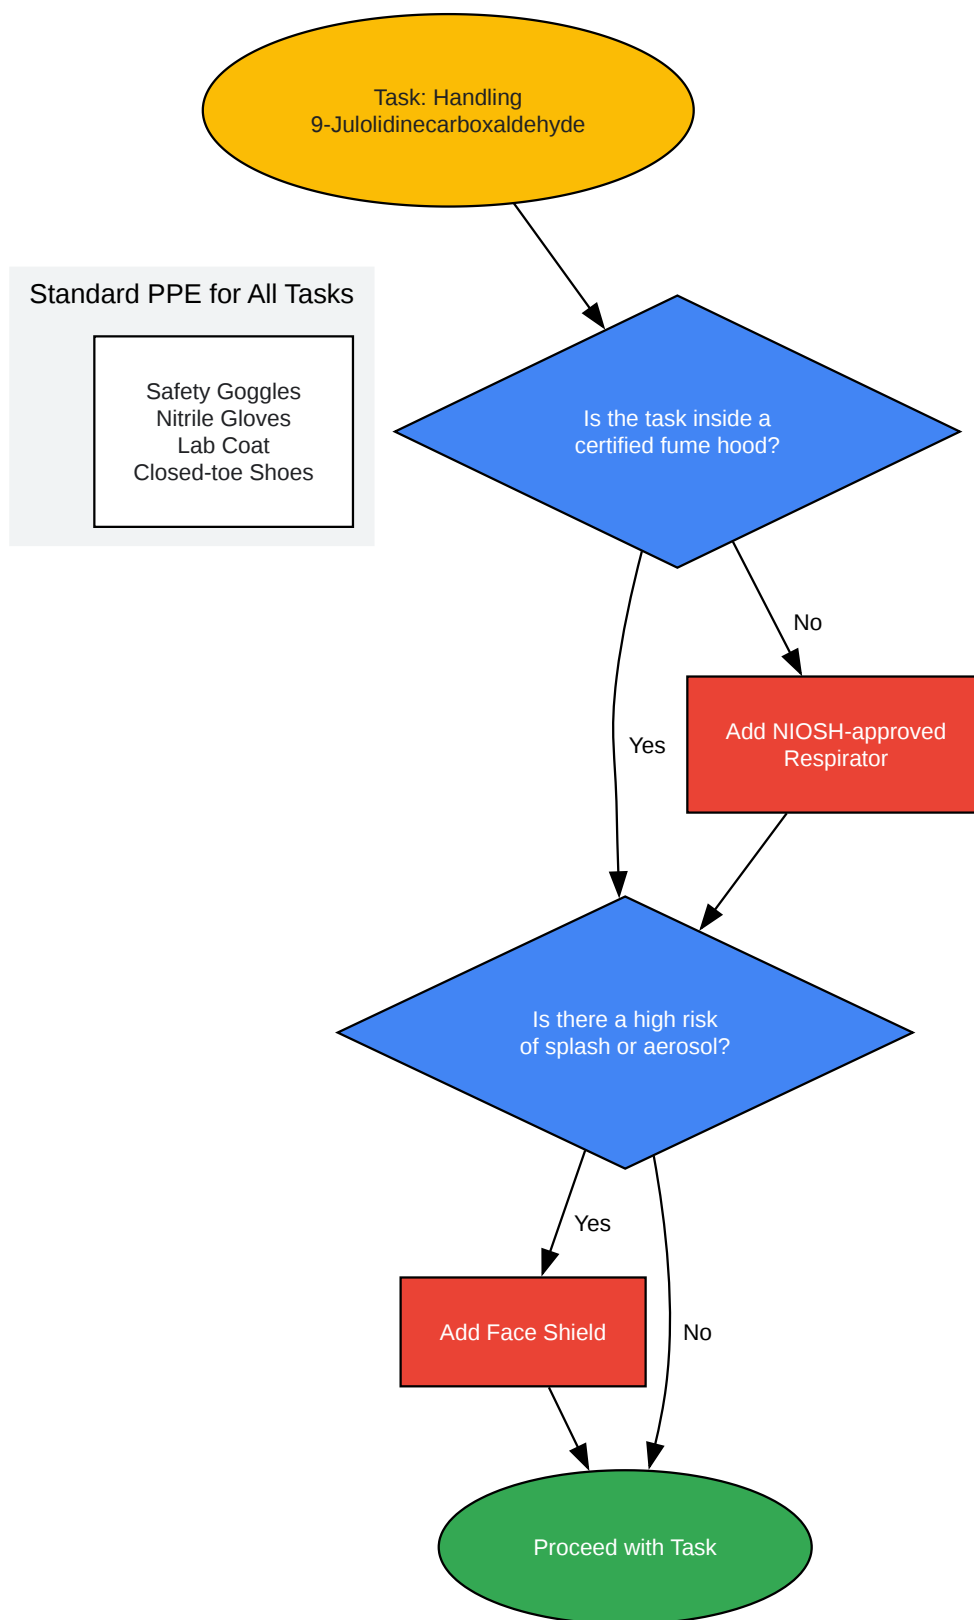 Task: Handling
9-Julolidinecarboxaldehyde
Standard PPE for All Tasks
Safety Goggles
Nitrile Gloves
Lab Coat
Closed-toe Shoes
Is the task inside a
certified fume hood?
No
Yes
Add NIOSH-approved
Respirator
Is there a high risk
of splash or aerosol?
Yes
No
Add Face Shield
Proceed with Task